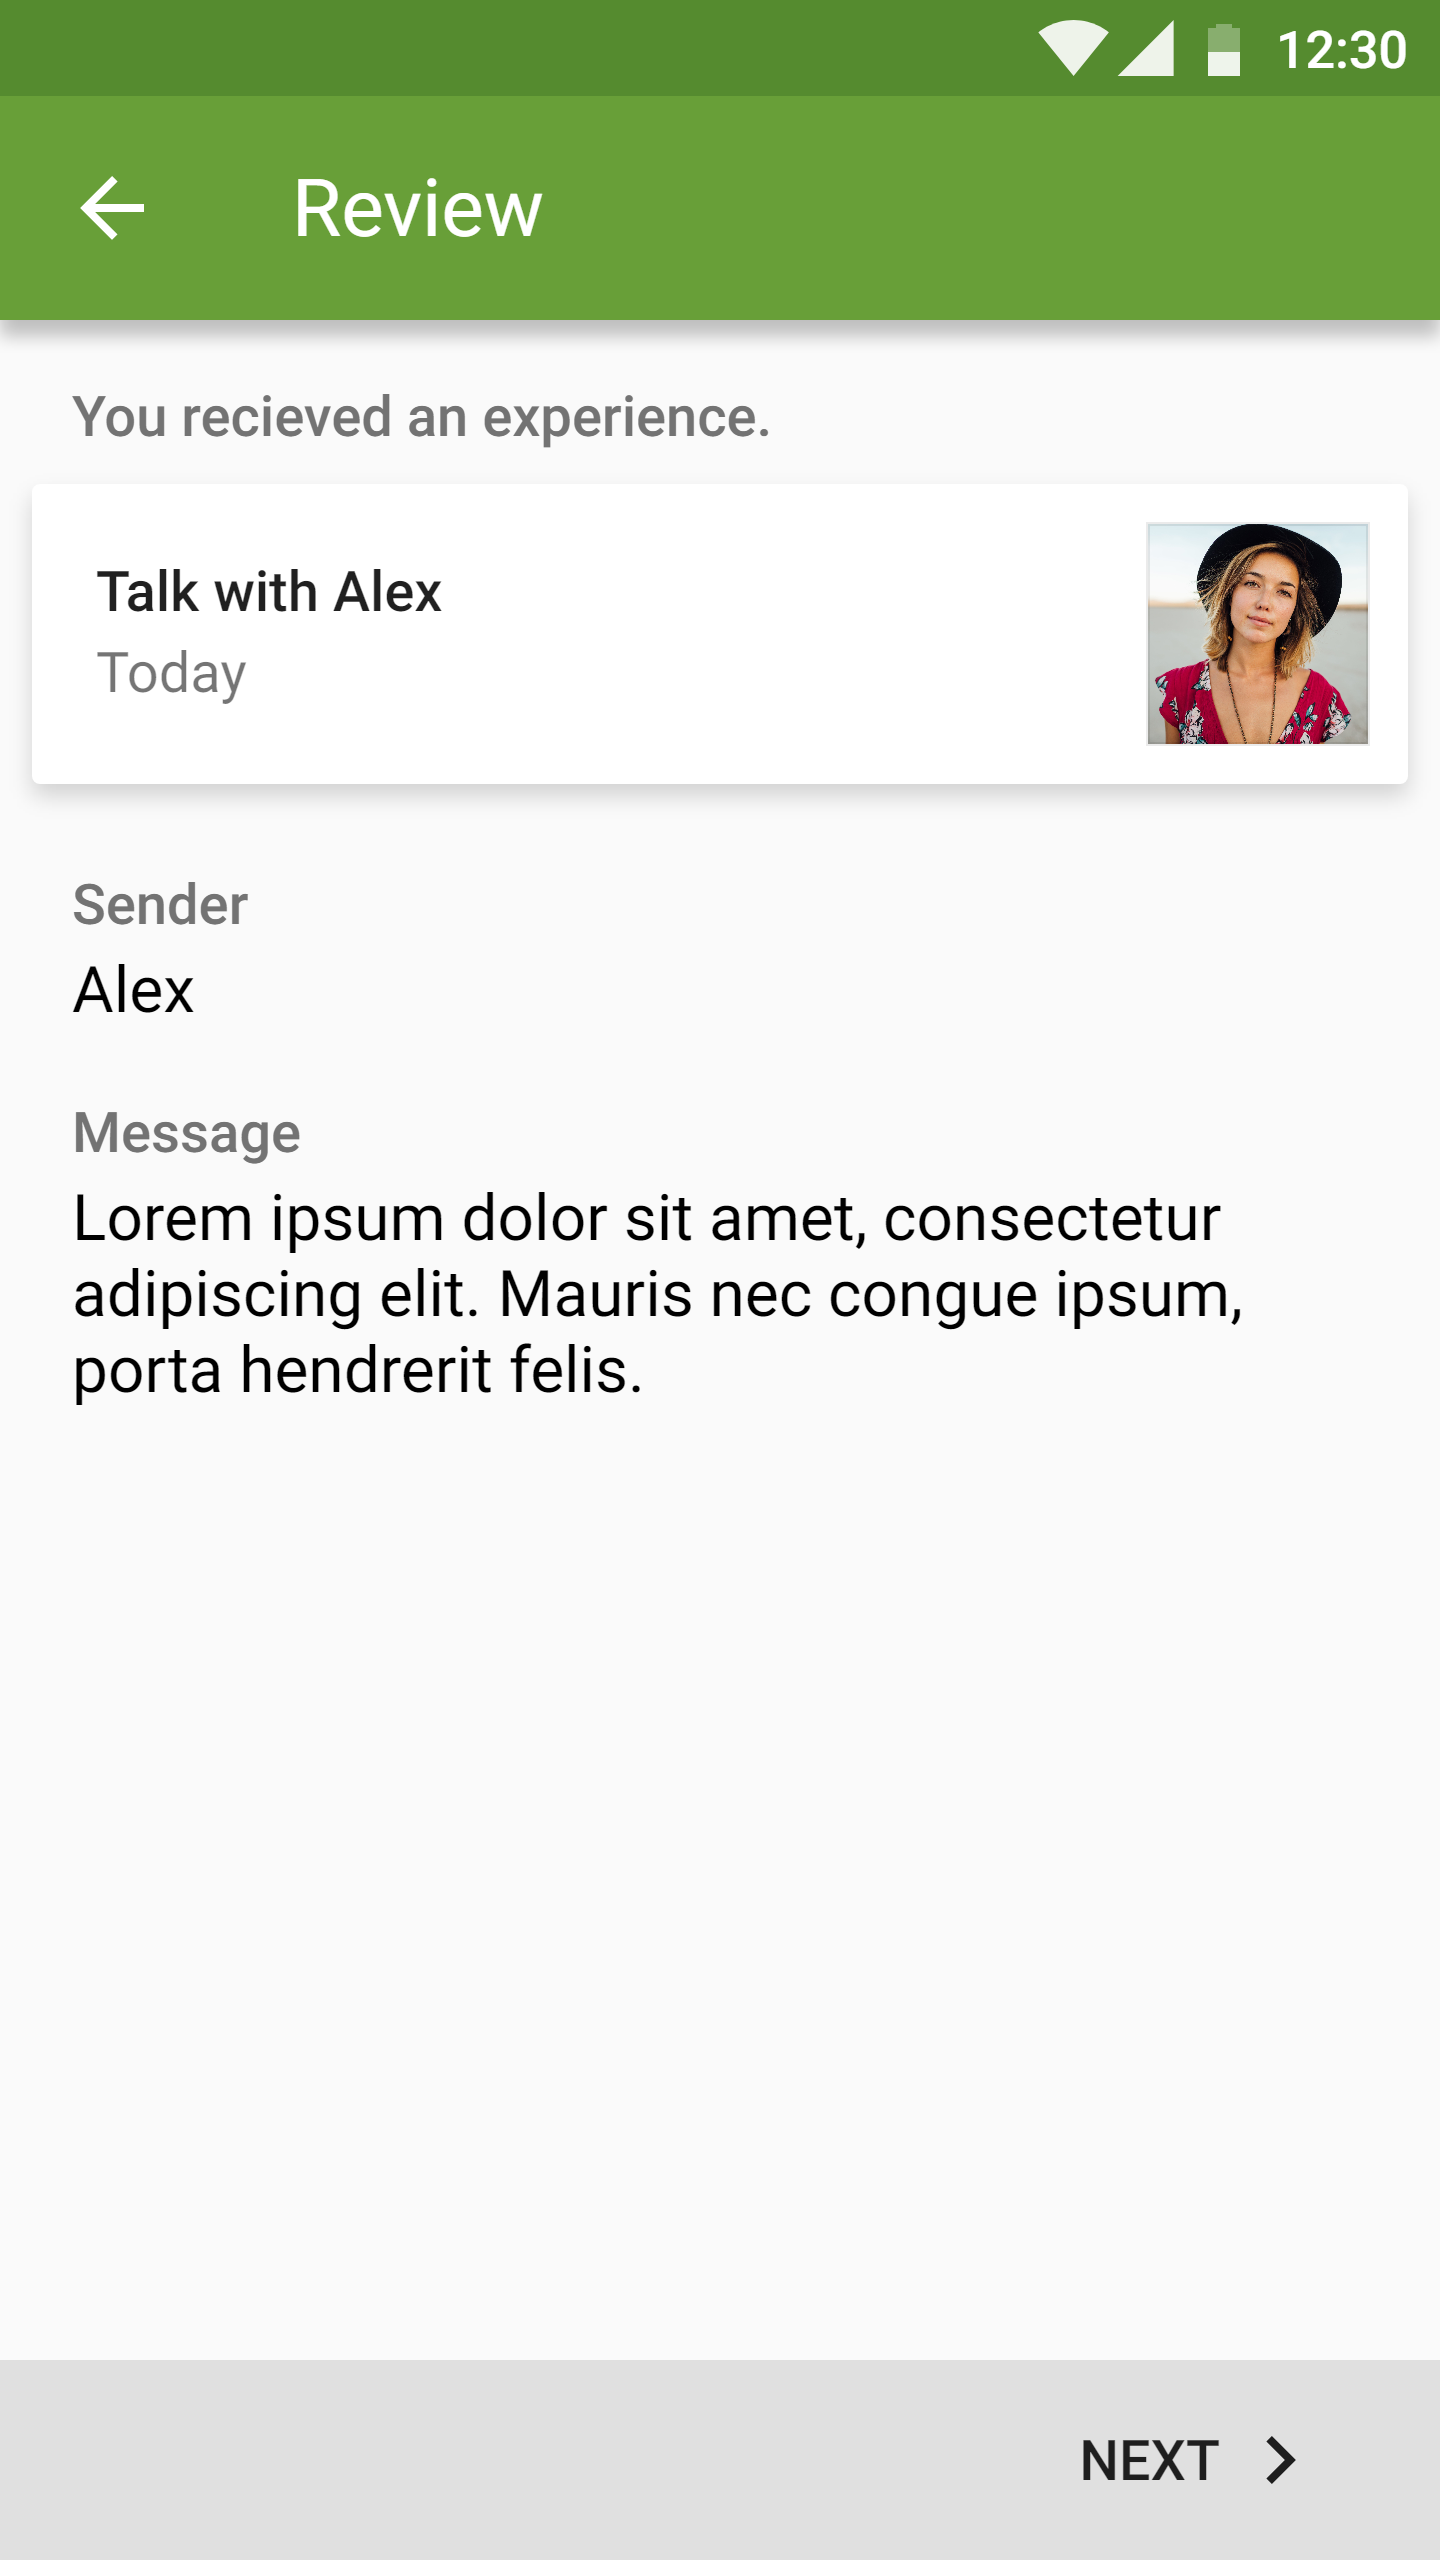 12:30
Review
You recieved an experience.
Talk with Alex
Today
Sender
Alex
Message
Lorem ipsum dolor sit amet, consectetur
adipiscing elit. Mauris nec congue ipsum,
porta hendrerit felis.
NEXT